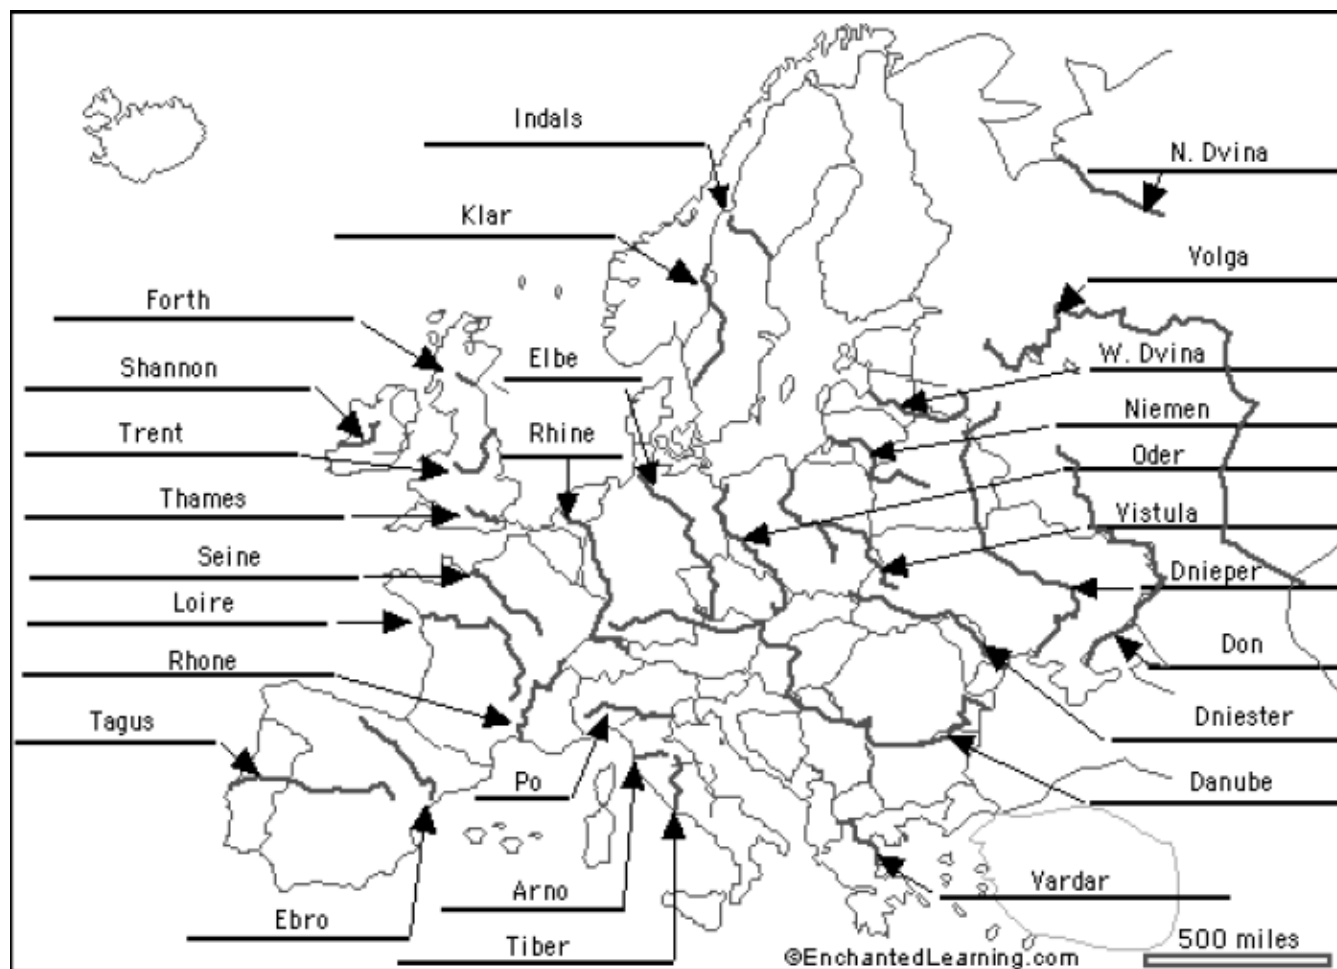 Indals
N. Dvina
Klar
Volga
Forth
Elbe
W. Dvina
Shannon
Niemen
Trent
Rhine
Oder
Thames
Vistula
Seine
Dnieper
Loire
Don
Rhone
Dniester
Tagus
Po
Danube
Arno
Vardar
Ebro
Tiber
500 miles
©EnchantedLearning.com